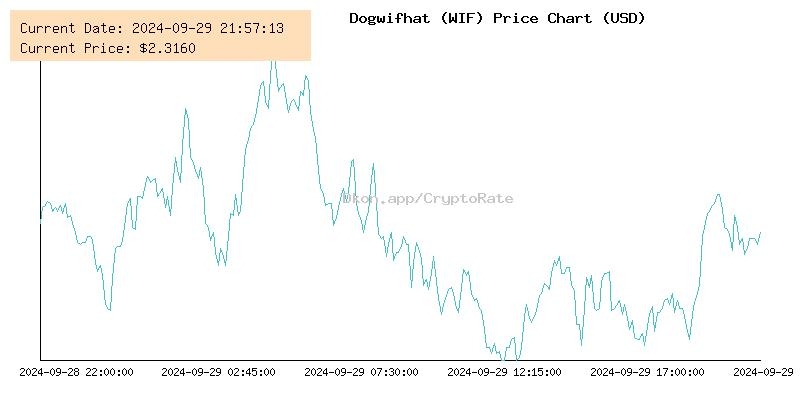 Dogwifhat (WIF) Price Chart (USD)
Current Date: 2024-09-29 21:57:13
Current Price: $2.3160
Ukon.app/CryptoRate
2024-09-28 22:00:00 2024-09-29 02:45:00 2024-09-29 07:30:00 2024-09-29 12:15:00 2024-09-29 17:00:00 2024-09-29